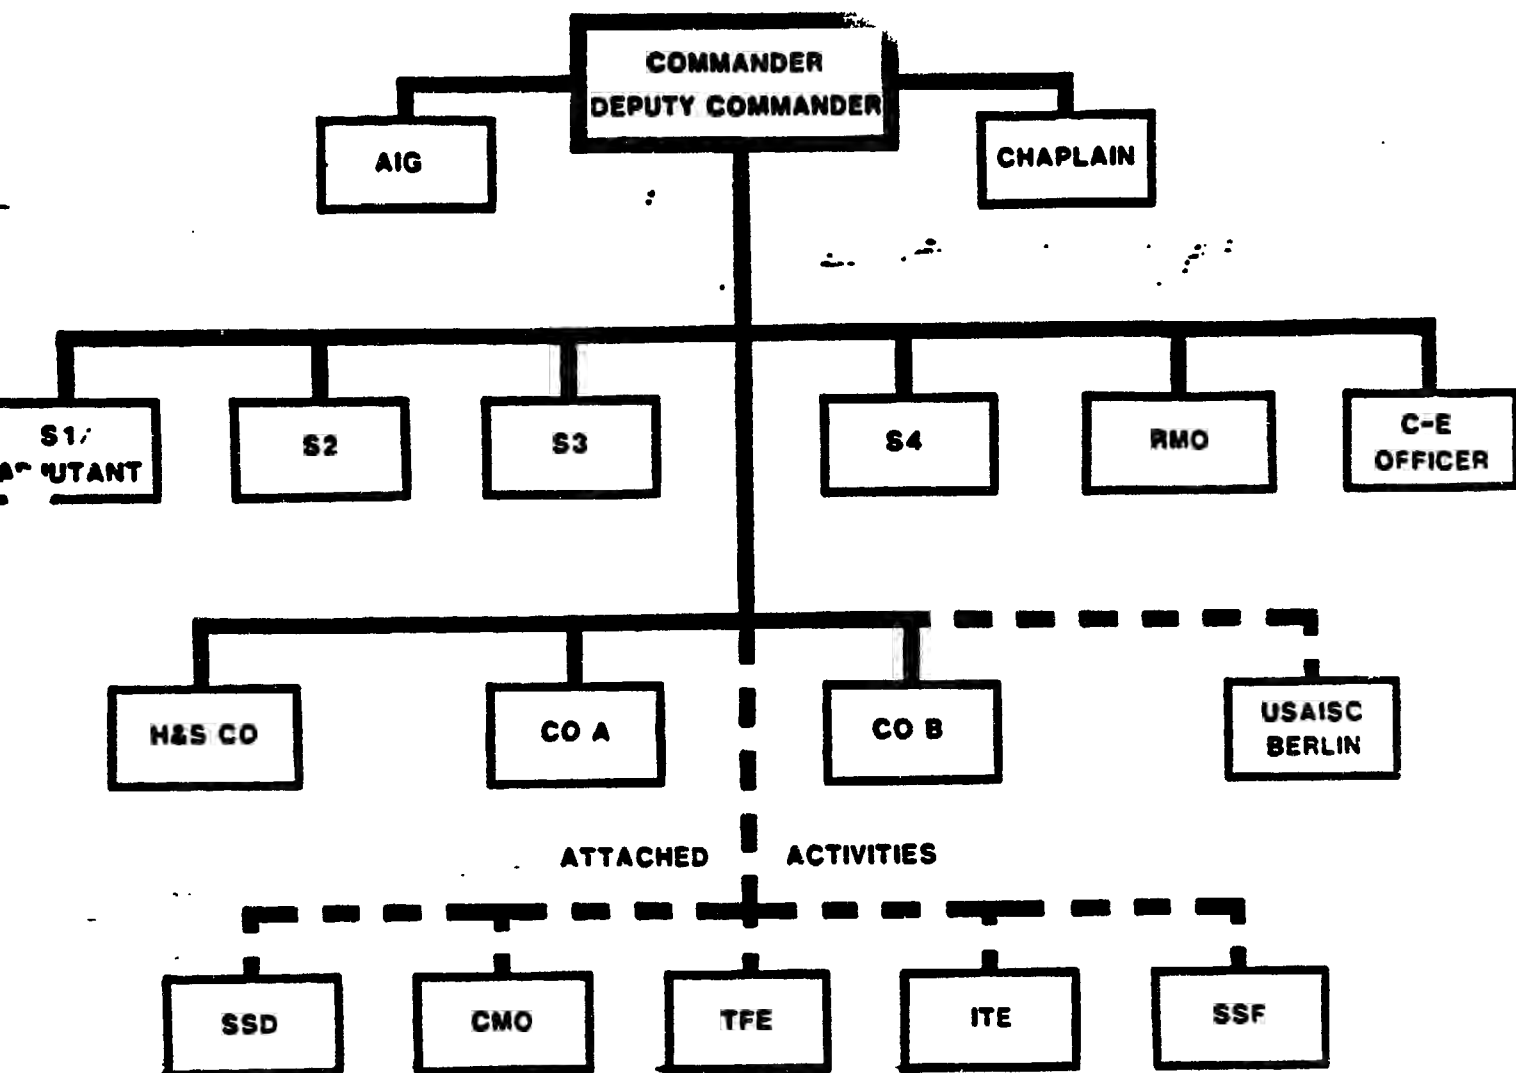 COMMANDER
DEPUTY COMMANDER
AIG
CHAPLAIN
S1/
S2
S3
S4
RMO
C-E
OFFICER
H&S CO
CO A
CO B
USAISC
BERLIN
ATTACHED ACTIVITIES
SSD
CMO
TFE
ITE
SSF